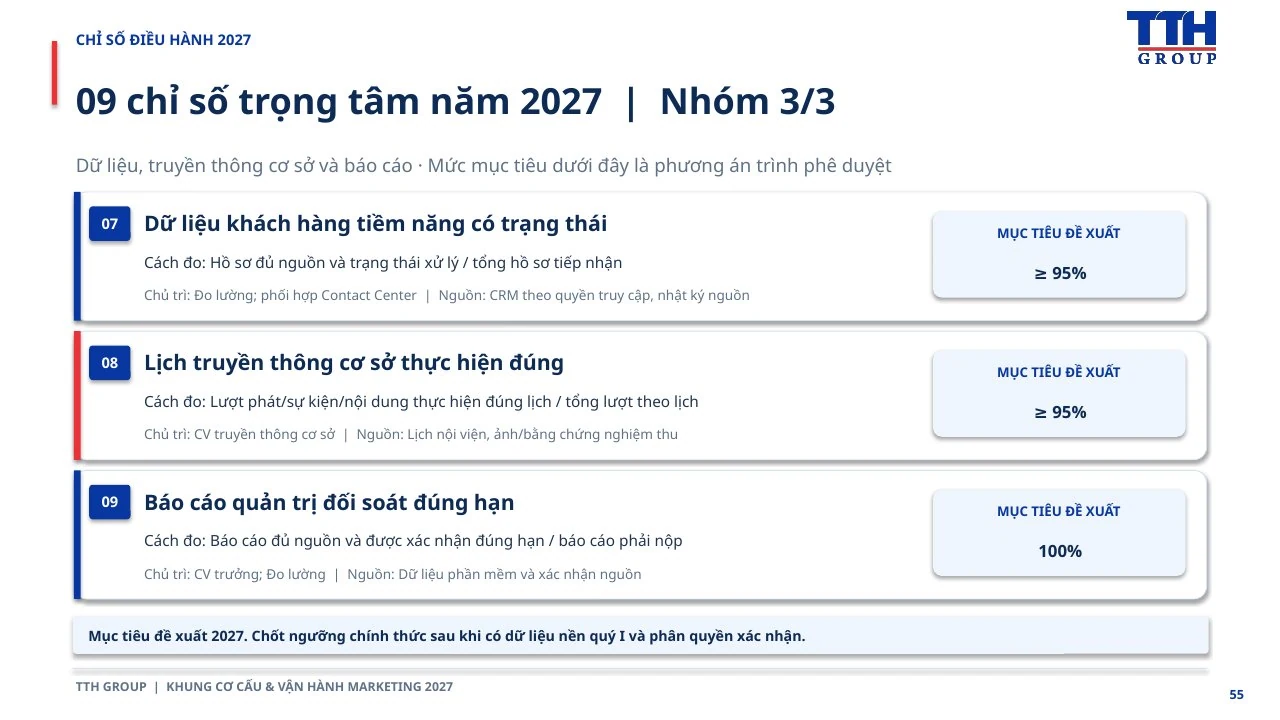 CHỈ SỐ ĐIỀU HÀNH 2027
TTH
GROUP
09 chỉ số trọng tâm năm 2027 | Nhóm 3/3
Dữ liệu, truyền thông cơ sở và báo cáo · Mức mục tiêu dưới đây là phương án trình phê duyệt
07
Dữ liệu khách hàng tiềm năng có trạng thái
Cách đo: Hồ sơ đủ nguồn và trạng thái xử lý / tổng hồ sơ tiếp nhận
Chủ trì: Đo lường; phối hợp Contact Center | Nguồn: CRM theo quyền truy cập, nhật ký nguồn
MỤC TIÊU ĐỀ XUẤT
≥ 95%
08
Lịch truyền thông cơ sở thực hiện đúng
Cách đo: Lượt phát/sự kiện/nội dung thực hiện đúng lịch / tổng lượt theo lịch
Chủ trì: CV truyền thông cơ sở | Nguồn: Lịch nội viện, ảnh/bằng chứng nghiệm thu
MỤC TIÊU ĐỀ XUẤT
≥ 95%
09
Báo cáo quản trị đối soát đúng hạn
Cách đo: Báo cáo đủ nguồn và được xác nhận đúng hạn / báo cáo phải nộp
Chủ trì: CV trưởng; Đo lường | Nguồn: Dữ liệu phần mềm và xác nhận nguồn
MỤC TIÊU ĐỀ XUẤT
100%
Mục tiêu đề xuất 2027. Chốt ngưỡng chính thức sau khi có dữ liệu nền quý I và phân quyền xác nhận.
TTH GROUP | KHUNG CƠ CẤU & VẬN HÀNH MARKETING 2027
55